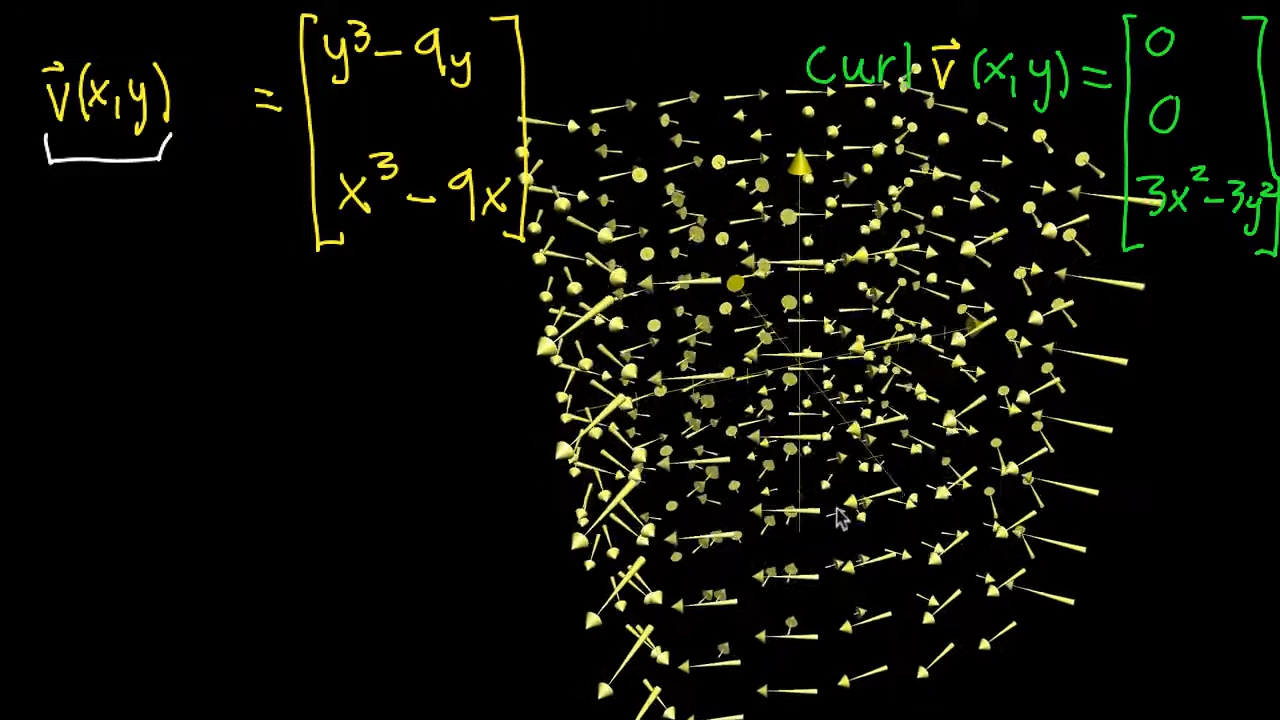 v⃗(x,y) = [ y³ - 9y
x³ - 9x ]
Curl v⃗ (x,y) = [ 0
0
3x² - 3y² ]